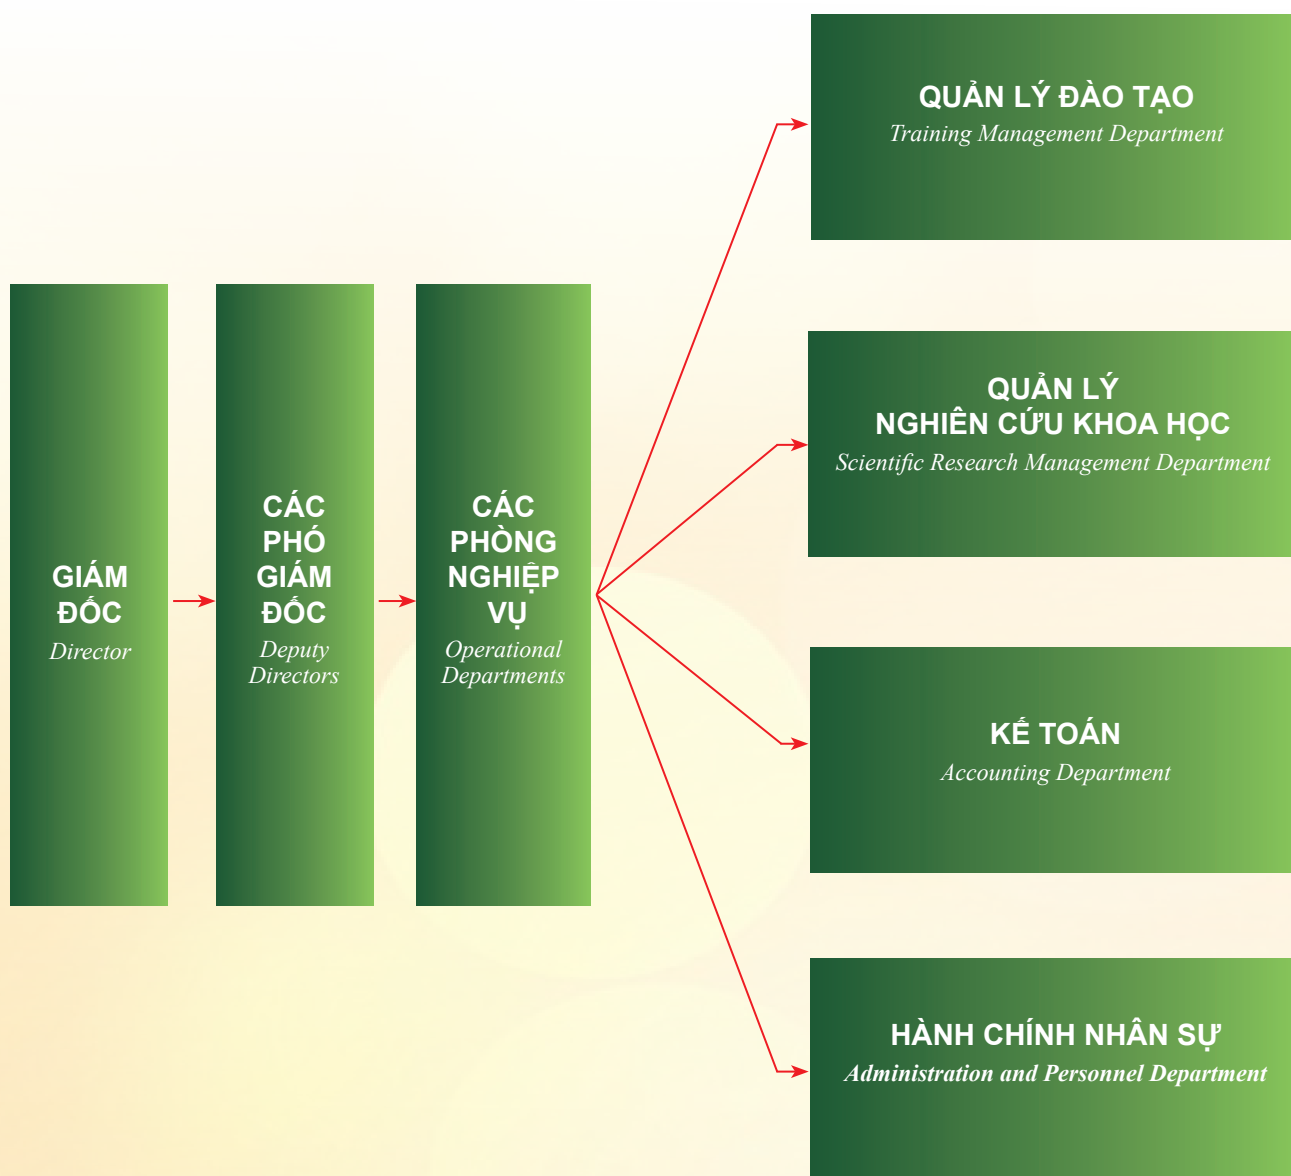 GIÁM
ĐỐC
Director
CÁC
PHÓ
GIÁM
ĐỐC
Deputy
Directors
CÁC
PHÒNG
NGHIỆP
VỤ
Operational
Departments
QUẢN LÝ ĐÀO TẠO
Training Management Department
QUẢN LÝ
NGHIÊN CỨU KHOA HỌC
Scientific Research Management Department
KẾ TOÁN
Accounting Department
HÀNH CHÍNH NHÂN SỰ
Administration and Personnel Department